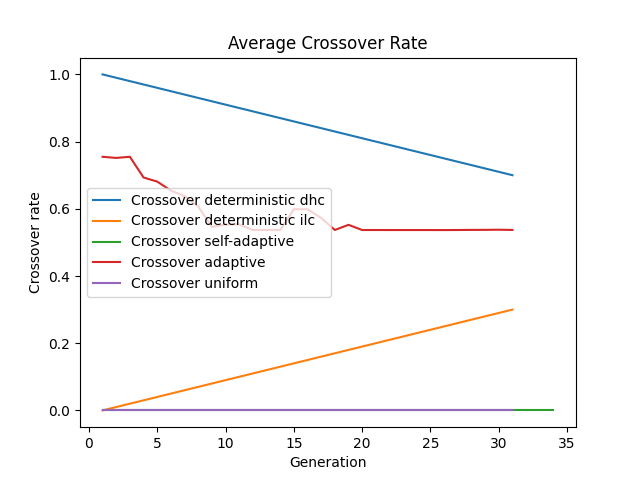 Average Crossover Rate
Crossover rate
1.0
0.8
0.6
0.4
0.2
0.0
Crossover deterministic dhc
Crossover deterministic ilc
Crossover self-adaptive
Crossover adaptive
Crossover uniform
0 5 10 15 20 25 30 35
Generation